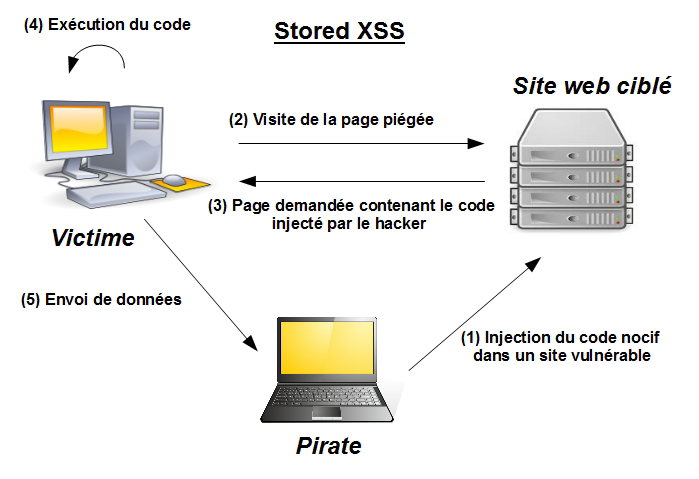 (4) Exécution du code
Stored XSS
Site web ciblé
(2) Visite de la page piégée
(3) Page demandée contenant le code
injecté par le hacker
Victime
(5) Envoi de données
(1) Injection du code nocif
dans un site vulnérable
Pirate